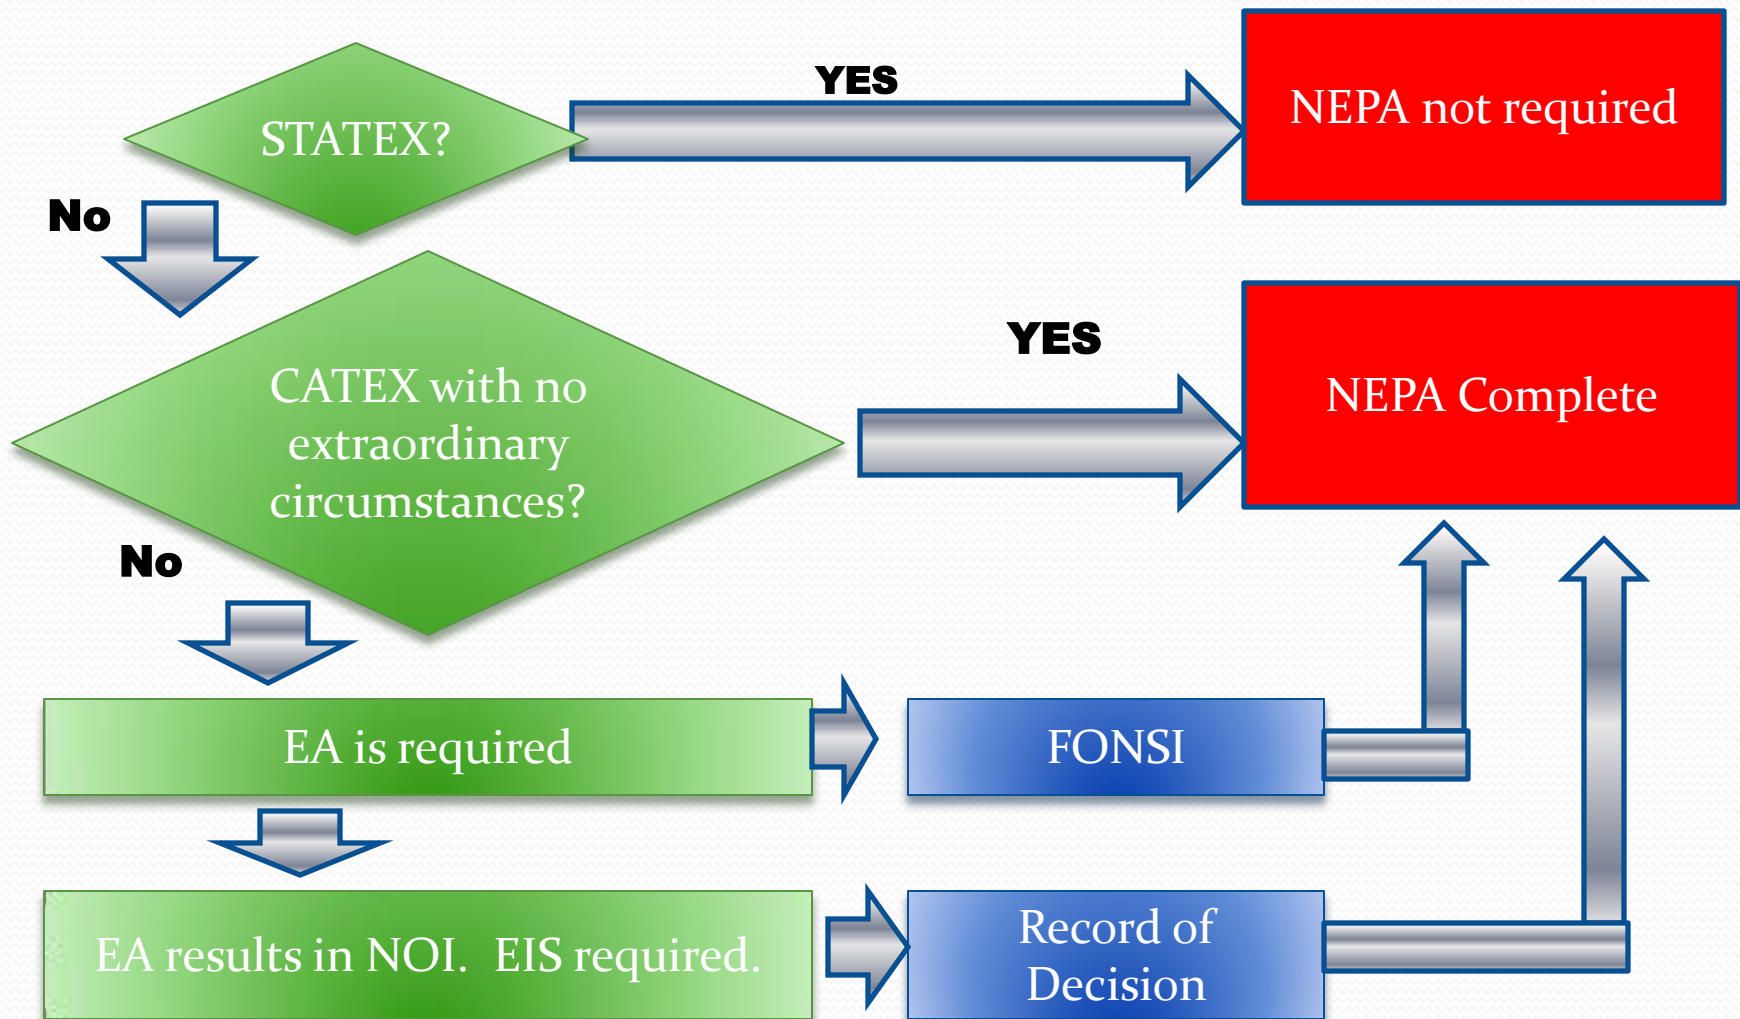 STATEX?
YES
NEPA not required
No
CATEX with no
extraordinary
circumstances?
YES
NEPA Complete
No
EA is required
FONSI
EA results in NOI.  EIS required.
Record of
Decision